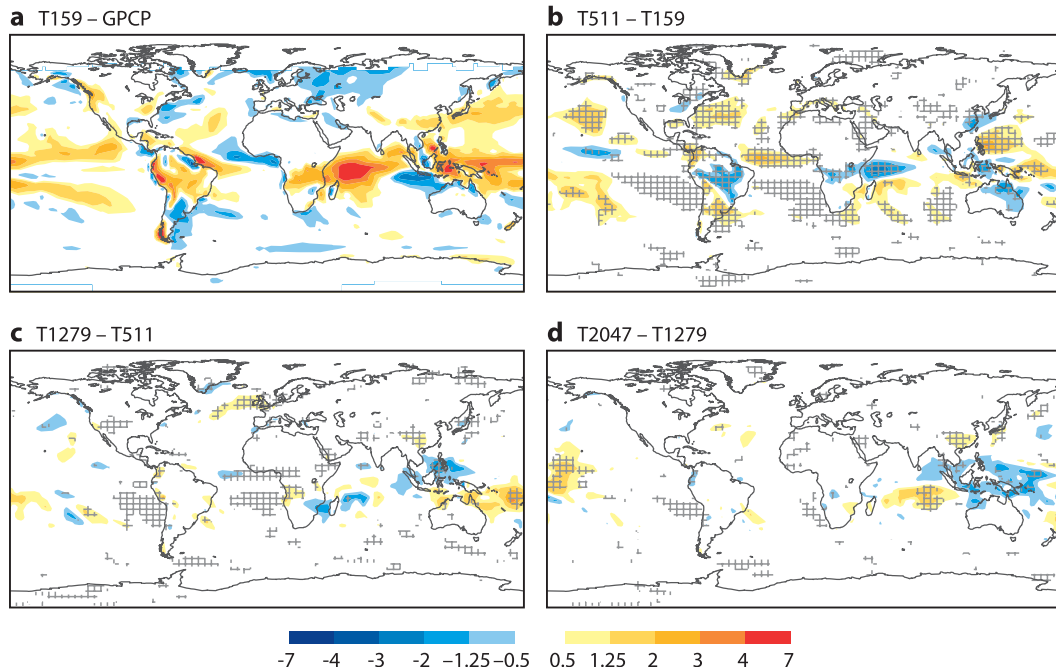 a T159 – GPCP
b T511 – T159
c T1279 – T511
d T2047 – T1279
-7 -4 -3 -2 -1.25 –0.5 0.5 1.25 2 3 4 7